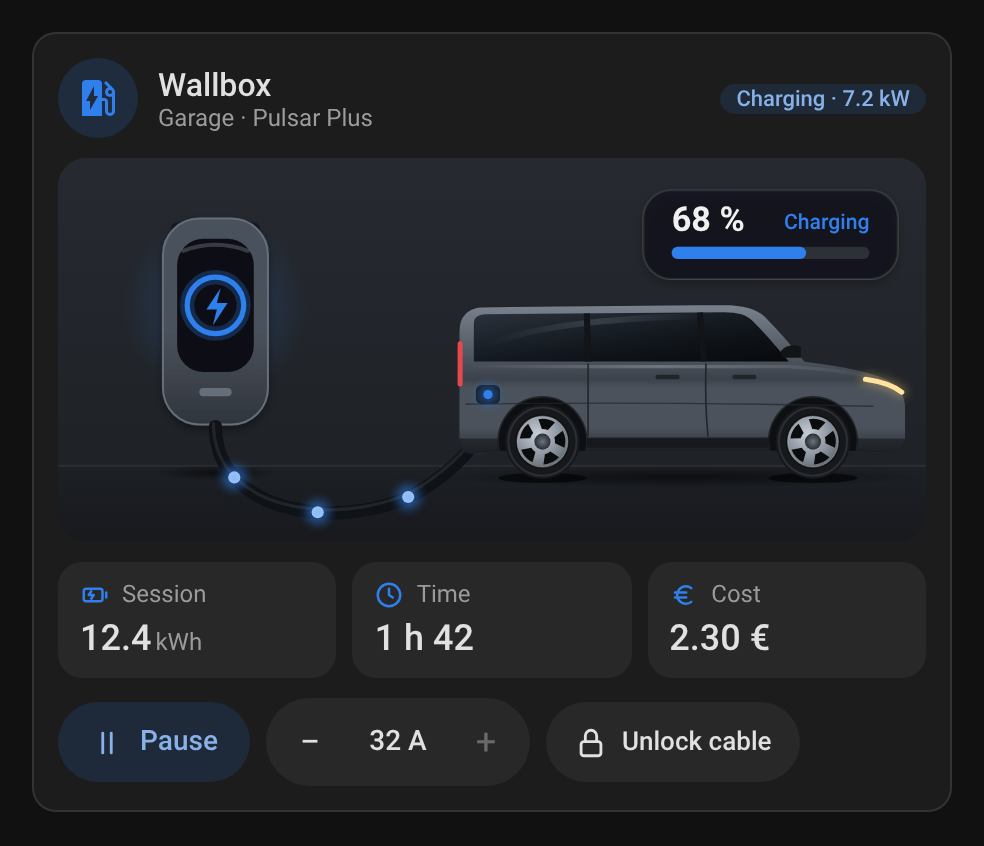 Wallbox
Garage · Pulsar Plus
Charging · 7.2 kW
68 %
Charging
Session
12.4 kWh
Time
1 h 42
Cost
2.30 €
Pause
− 32 A +
Unlock cable